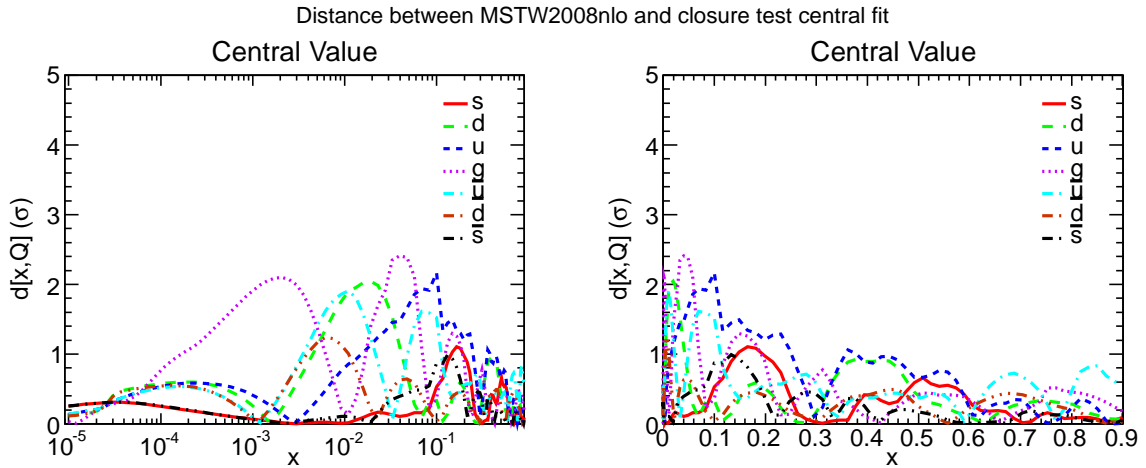 Distance between MSTW2008nlo and closure test central fit
Central Value
d[x,Q] (σ)
5
4
3
2
1
0
s
d
u
g
ū
d̄
s̄
10⁻⁵ 10⁻⁴ 10⁻³ 10⁻² 10⁻¹
x
Central Value
d[x,Q] (σ)
5
4
3
2
1
0
s
d
u
g
ū
d̄
s̄
0 0.1 0.2 0.3 0.4 0.5 0.6 0.7 0.8 0.9
x